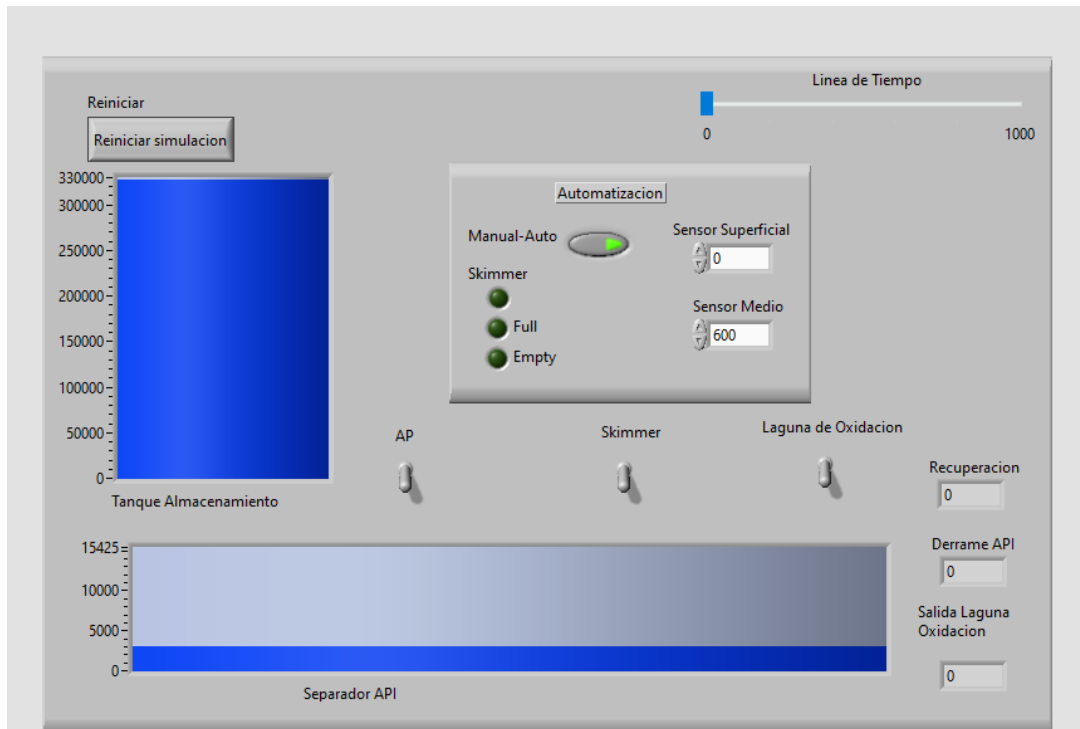 Linea de Tiempo
0 1000
Reiniciar
Reiniciar simulacion
330000
300000
250000
200000
150000
100000
50000
0
Tanque Almacenamiento
Automatizacion
Manual-Auto
Skimmer
Full
Empty
Sensor Superficial
0
Sensor Medio
600
AP
Skimmer
Laguna de Oxidacion
Recuperacion
0
Derrame API
0
Salida Laguna
Oxidacion
0
15425
10000
5000
0
Separador API